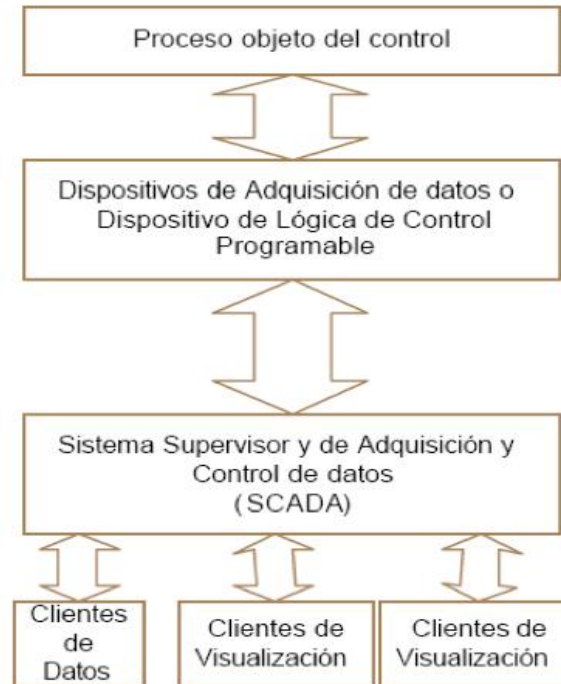 Proceso objeto del control
Dispositivos de Adquisición de datos o
Dispositivo de Lógica de Control
Programable
Sistema Supervisor y de Adquisición y
Control de datos
(SCADA)
Clientes
de
Datos
Clientes de
Visualización
Clientes de
Visualización